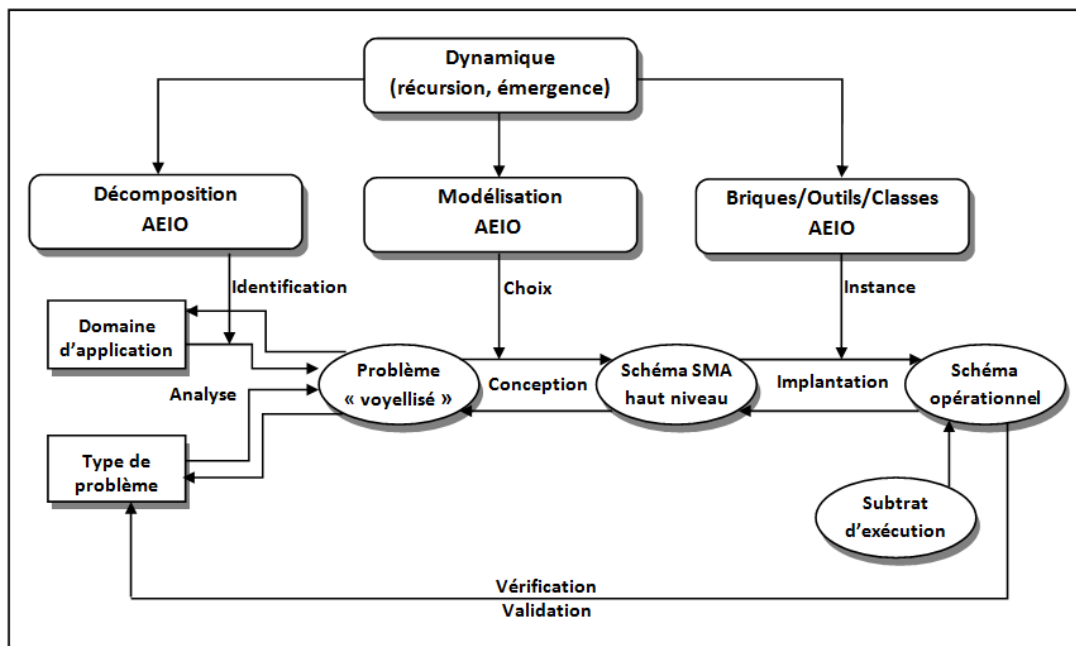 Dynamique
(récursion, émergence)
Décomposition
AEIO
Modélisation
AEIO
Briques/Outils/Classes
AEIO
Identification
Choix
Instance
Domaine
d'application
Analyse
Type de
problème
Problème
« voyellisé »
Conception
Schéma SMA
haut niveau
Implantation
Schéma
opérationnel
Subtrat
d'exécution
Vérification
Validation